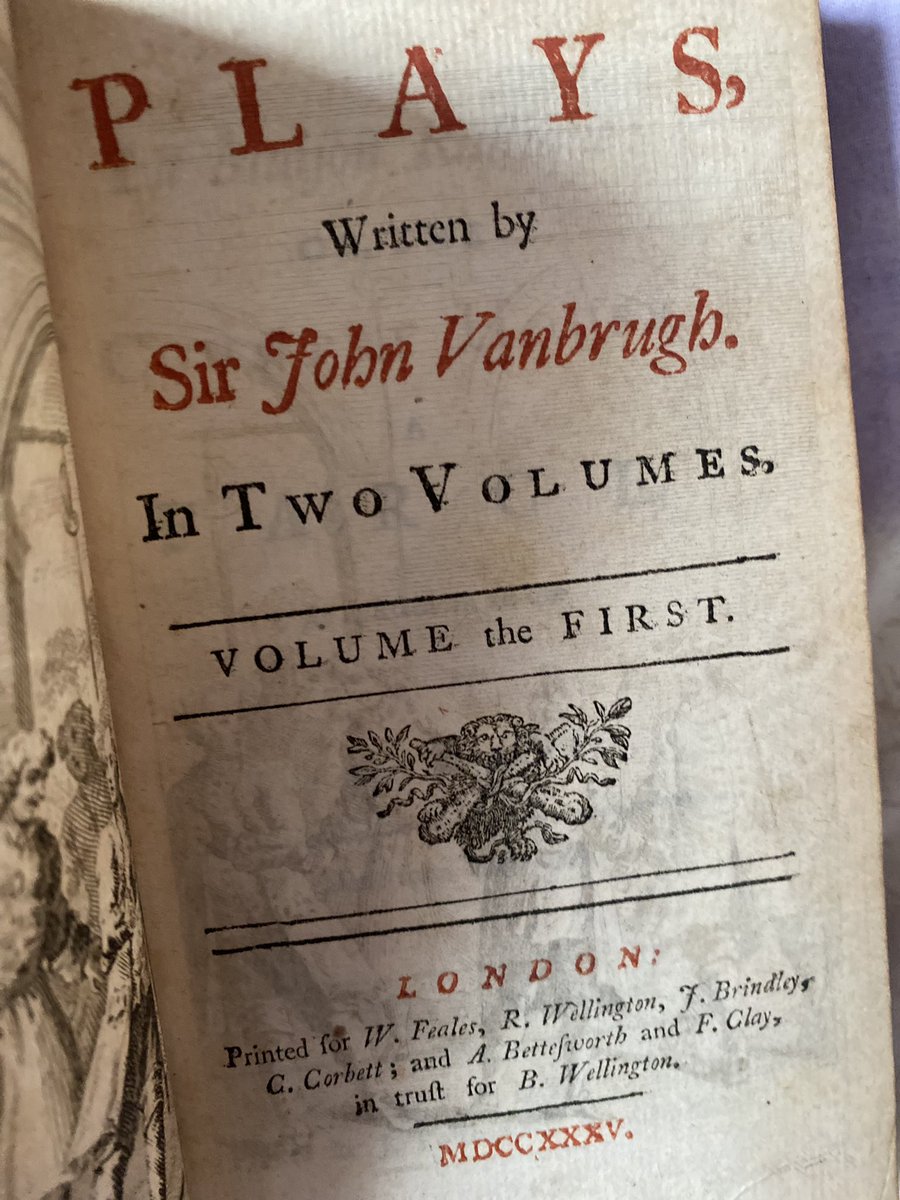 PLAYS,
Written by
Sir John Vanbrugh.
In TWO VOLUMES.
VOLUME the FIRST.
LONDON:
Printed for W. Feales, R. Wellington, J. Brindley,
C. Corbett; and A. Betteſworth and F. Clay,
in truſt for B. Wellington.
MDCCXXXV.